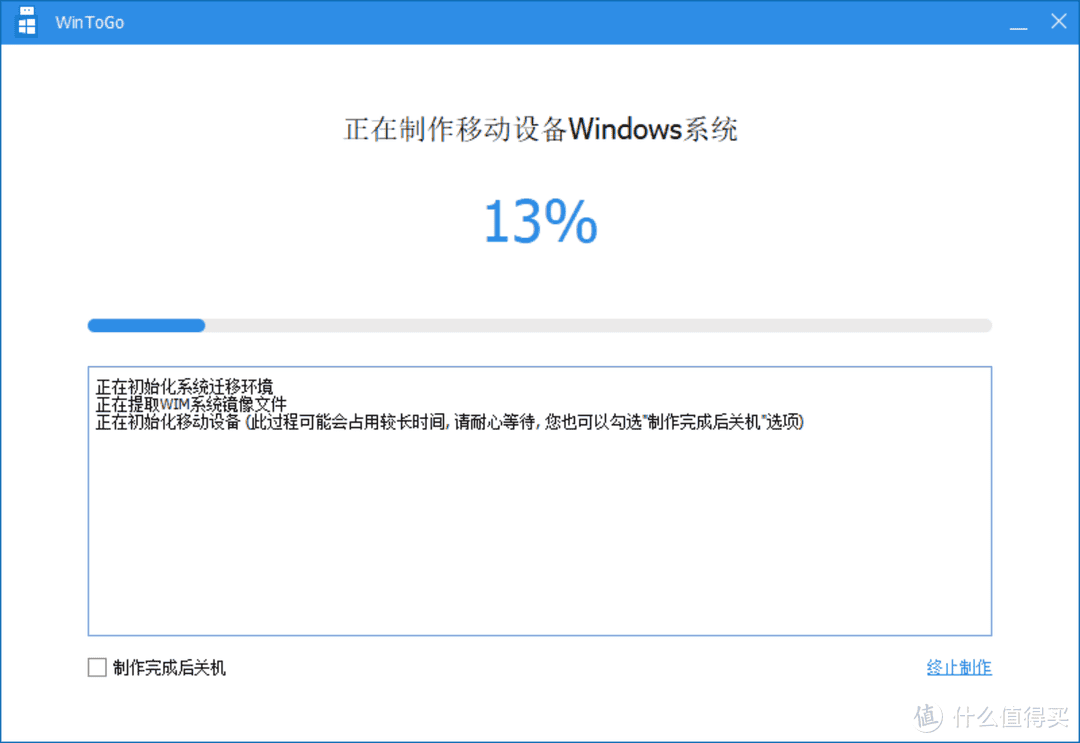 WinToGo
正在制作移动设备Windows系统
13%
正在初始化系统迁移环境
正在提取WIM系统镜像文件
正在初始化移动设备 (此过程可能会占用较长时间, 请耐心等待, 您也可以勾选"制作完成后关机"选项)
制作完成后关机
终止制作
值 什么值得买